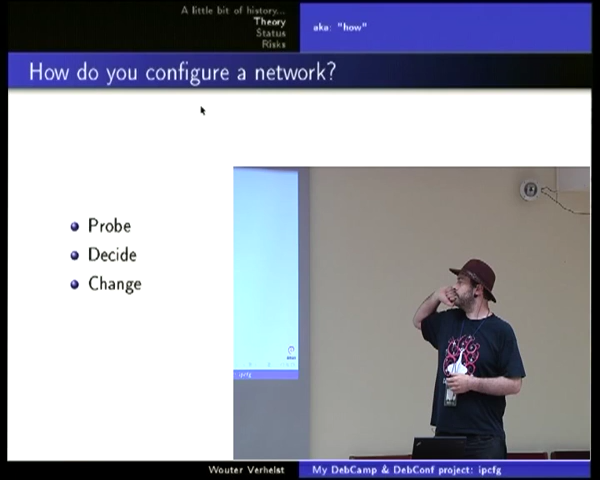 A little bit of history...
Theory
Status
Risks
aka: "how"
How do you configure a network?
Probe
Decide
Change
ipcfg
Wouter Verhelst
My DebCamp & DebConf project: ipcfg